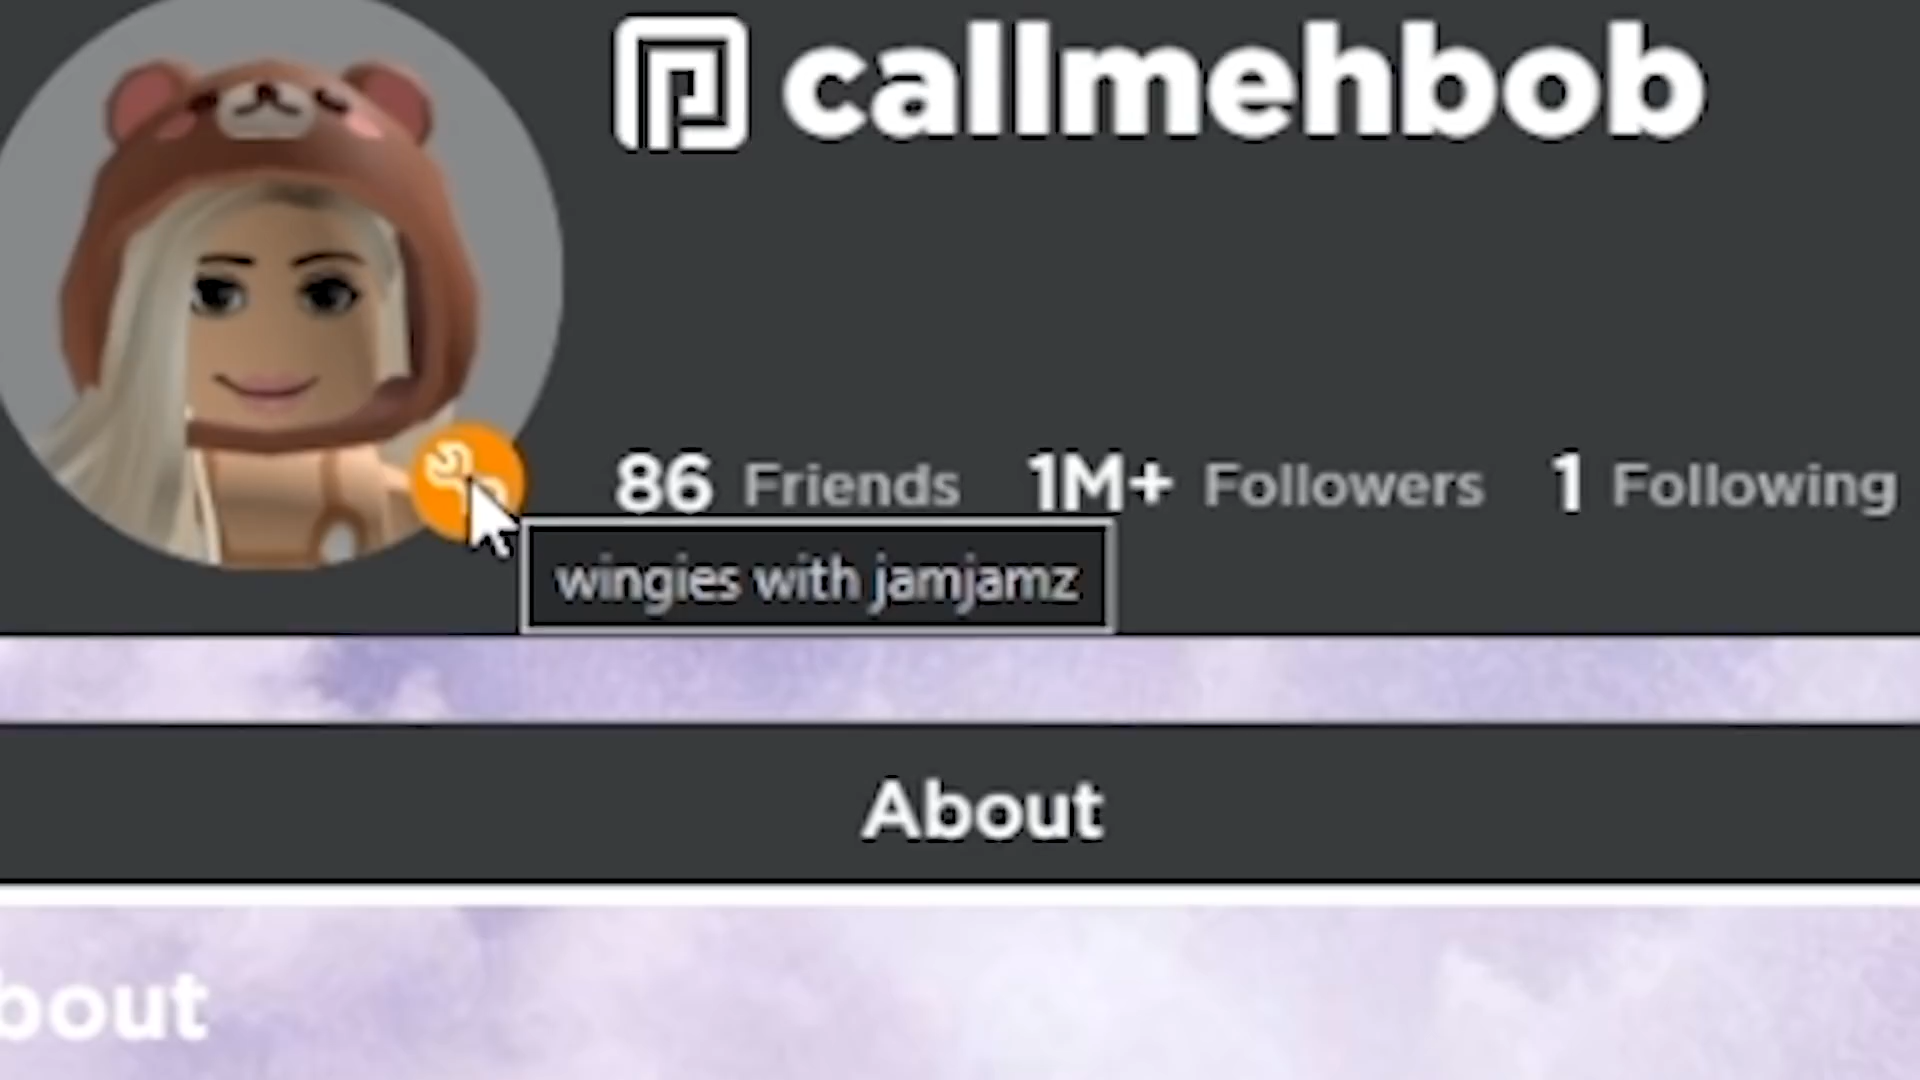 callmehbob
86 Friends 1M+ Followers 1 Following
wingies with jamjamz
About
bout